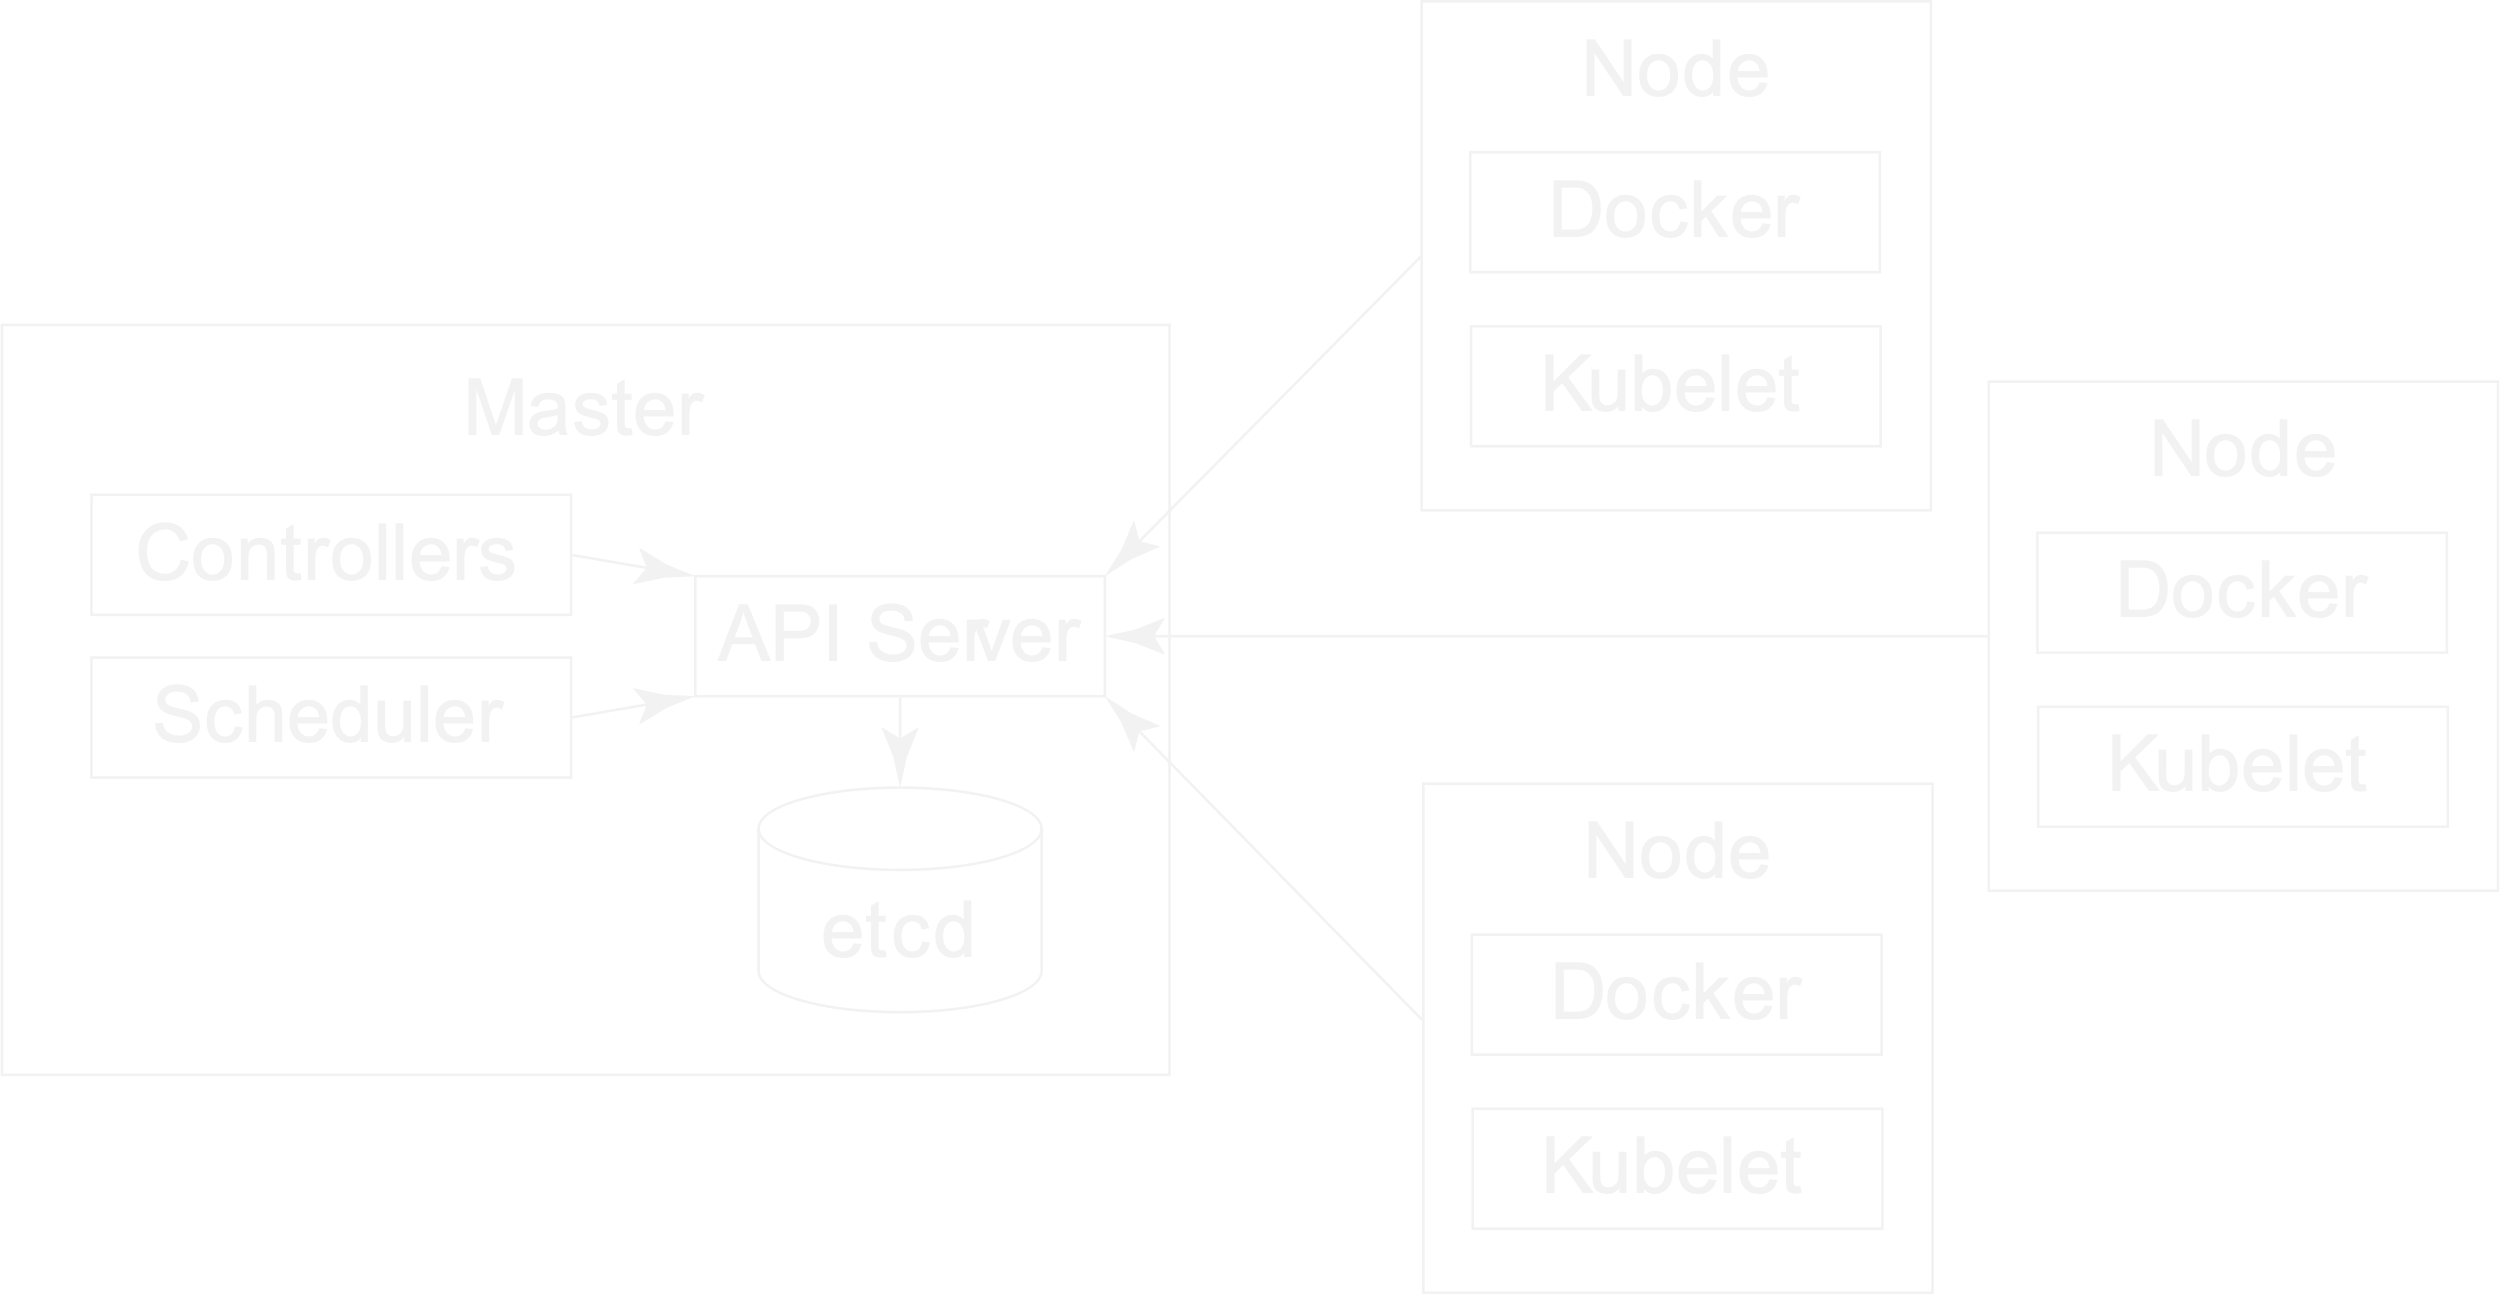 Master
Controllers
Scheduler
API Server
etcd
Node
Docker
Kubelet
Node
Docker
Kubelet
Node
Docker
Kubelet